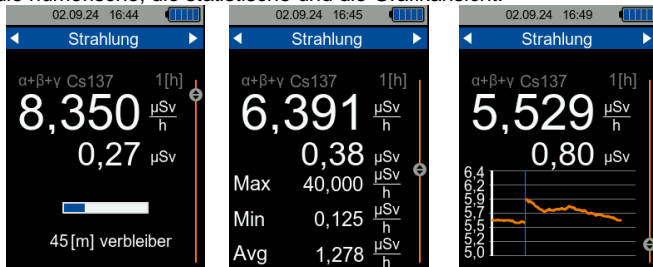 die numerische, die statistische und die Grafikansicht.
02.09.24 16:44
Strahlung
α+β+γ Cs137 1[h]
8,350 µSv/h
0,27 µSv
45[m] verbleiber
02.09.24 16:45
Strahlung
α+β+γ Cs137 1[h]
6,391 µSv/h
0,38 µSv
Max 40,000 µSv/h
Min 0,125 µSv/h
Avg 1,278 µSv/h
02.09.24 16:49
Strahlung
α+β+γ Cs137 1[h]
5,529 µSv/h
0,80 µSv
6,4
6,2
5,9
5,7
5,5
5,2
5,0